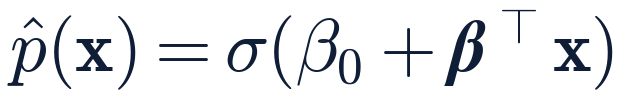 p̂(𝐱) = σ(β₀ + 𝛃^⊤ 𝐱)